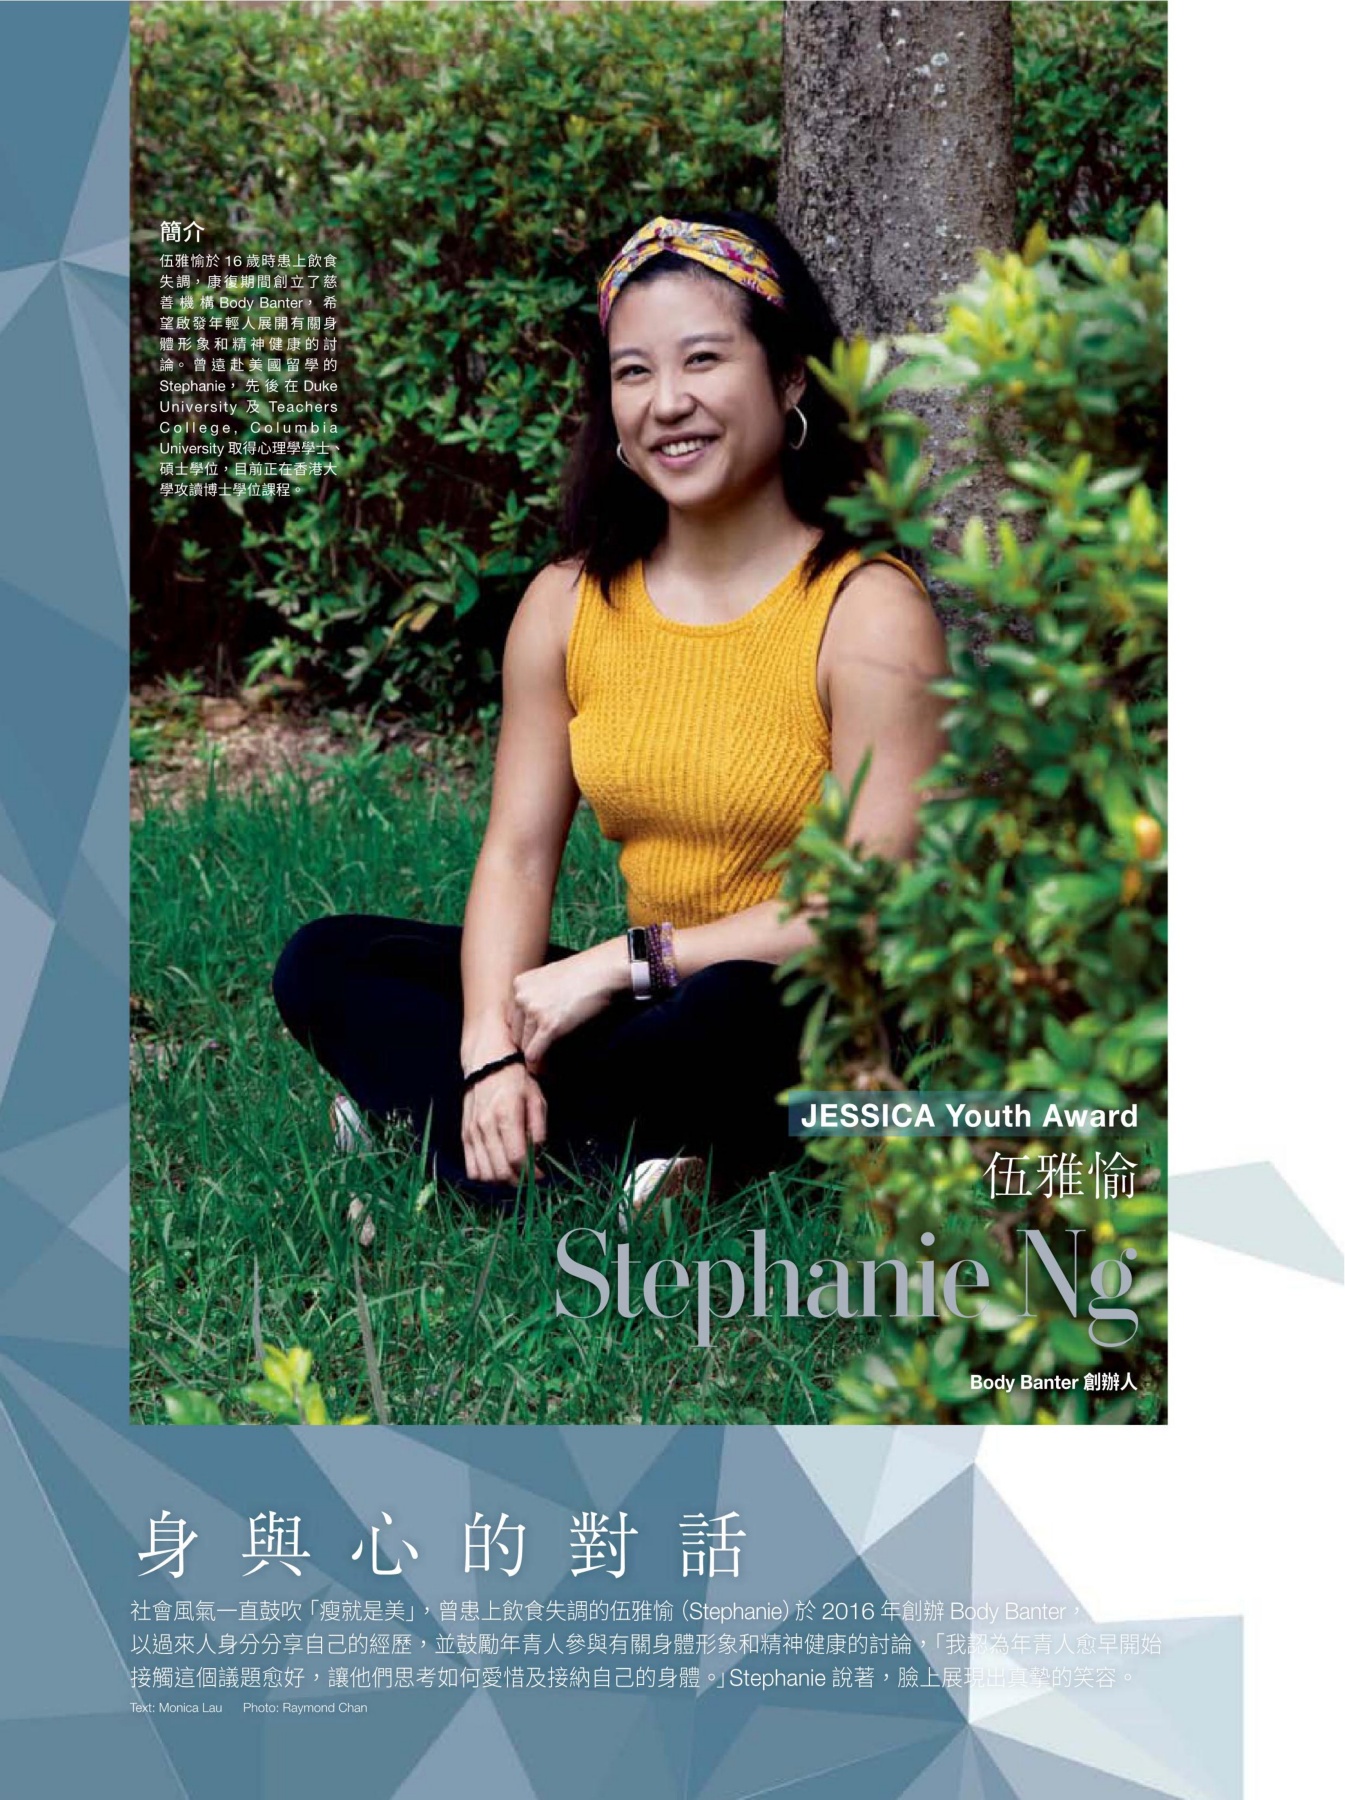 簡介
伍雅愉於 16 歲時患上飲食
失調，康復期間創立了慈
善機構 Body Banter，希
望啟發年輕人展開有關身
體形象和精神健康的討
論。曾遠赴美國留學的
Stephanie，先後在 Duke
University 及 Teachers
College, Columbia
University 取得心理學學士、
碩士學位，目前正在香港大
學攻讀博士學位課程。
JESSICA Youth Award
伍雅愉
Stephanie Ng
Body Banter 創辦人
身與心的對話
社會風氣一直鼓吹「瘦就是美」，曾患上飲食失調的伍雅愉（Stephanie）於 2016 年創辦 Body Banter，
以過來人身分分享自己的經歷，並鼓勵年青人參與有關身體形象和精神健康的討論，「我認為年青人愈早開始
接觸這個議題愈好，讓他們思考如何愛惜及接納自己的身體。」Stephanie 說著，臉上展現出真摯的笑容。
Text: Monica Lau Photo: Raymond Chan